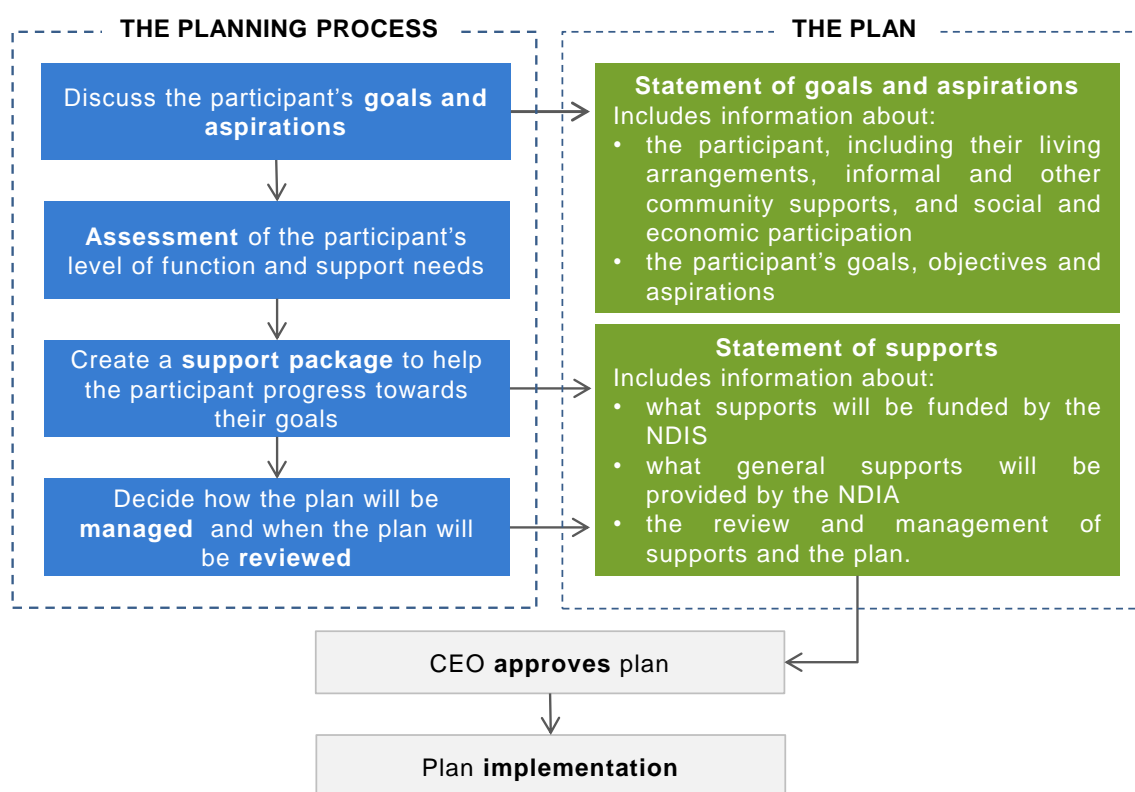 THE PLANNING PROCESS
Discuss the participant's goals and
aspirations
Assessment of the participant's
level of function and support needs
Create a support package to help
the participant progress towards
their goals
Decide how the plan will be
managed and when the plan will
be reviewed
THE PLAN
Statement of goals and aspirations
Includes information about:
• the participant, including their living
arrangements, informal and other
community supports, and social and
economic participation
• the participant's goals, objectives and
aspirations
Statement of supports
Includes information about:
• what supports will be funded by the
NDIS
• what general supports will be
provided by the NDIA
• the review and management of
supports and the plan.
CEO approves plan
Plan implementation